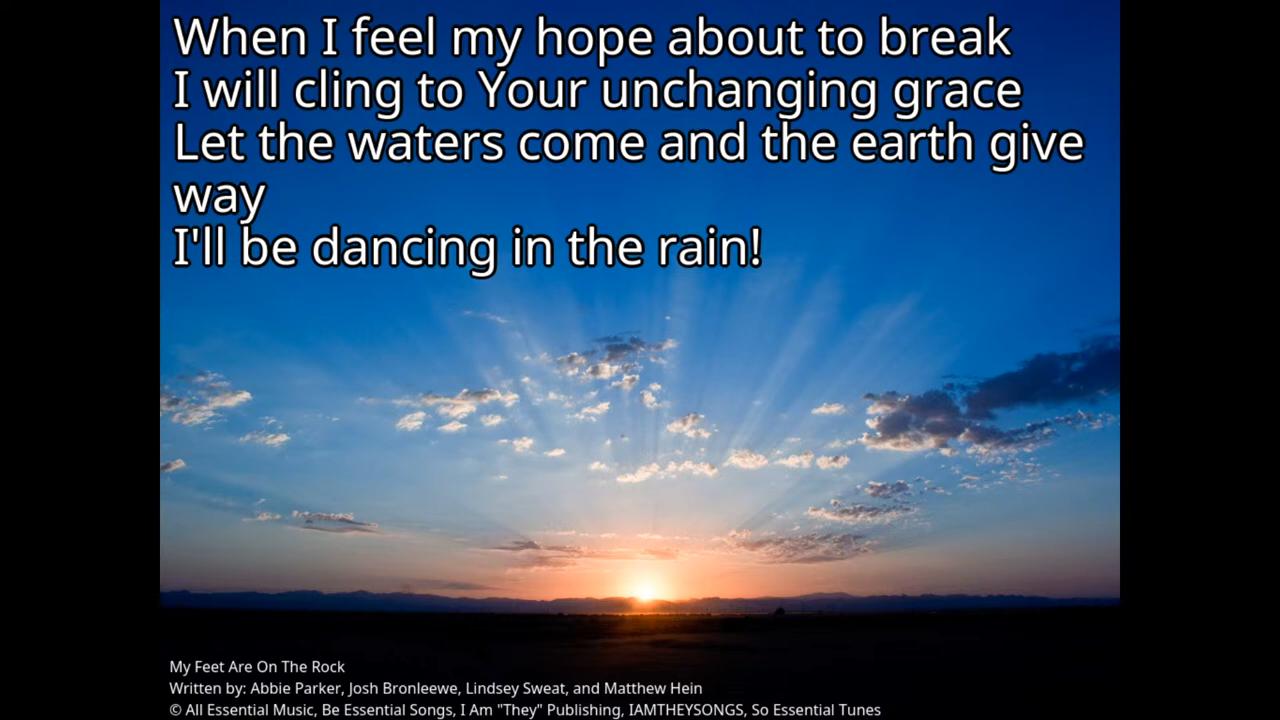 When I feel my hope about to break
I will cling to Your unchanging grace
Let the waters come and the earth give
way
I'll be dancing in the rain!
My Feet Are On The Rock
Written by: Abbie Parker, Josh Bronleewe, Lindsey Sweat, and Matthew Hein
© All Essential Music, Be Essential Songs, I Am "They" Publishing, IAMTHEYSONGS, So Essential Tunes